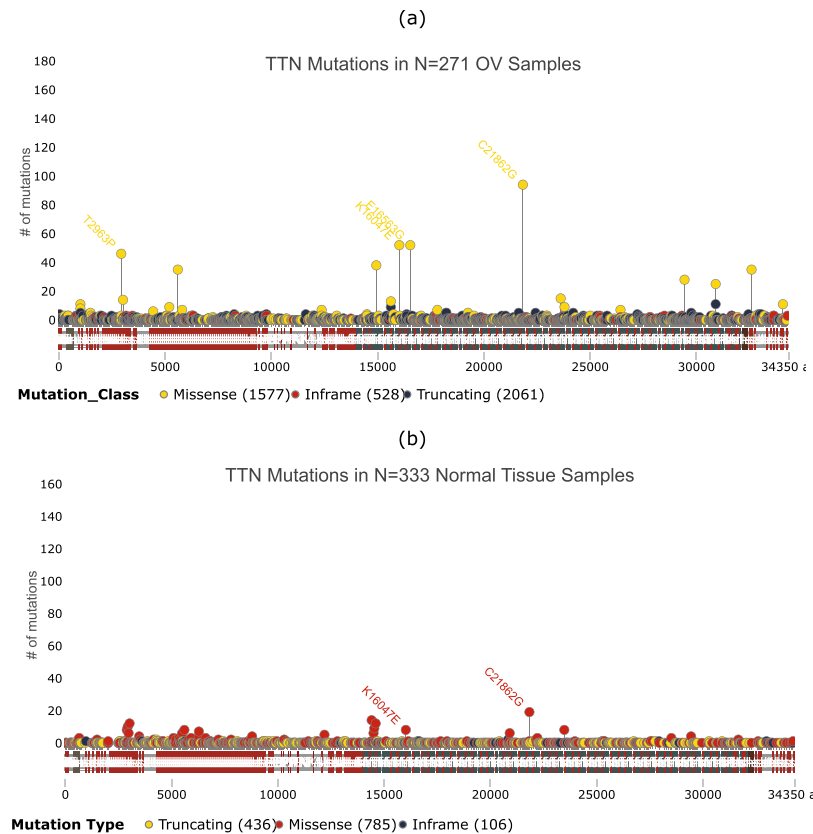 (a)
TTN Mutations in N=271 OV Samples
180
160
140
120
100
80
60
40
20
0
# of mutations
T2963P
E16583G
K16047E
C21862G
0 5000 10000 15000 20000 25000 30000 34350 a
Mutation_Class Missense (1577) Inframe (528) Truncating (2061)
(b)
TTN Mutations in N=333 Normal Tissue Samples
160
140
120
100
80
60
40
20
0
# of mutations
K16047E
C21862G
0 5000 10000 15000 20000 25000 30000 34350 a
Mutation Type Truncating (436) Missense (785) Inframe (106)